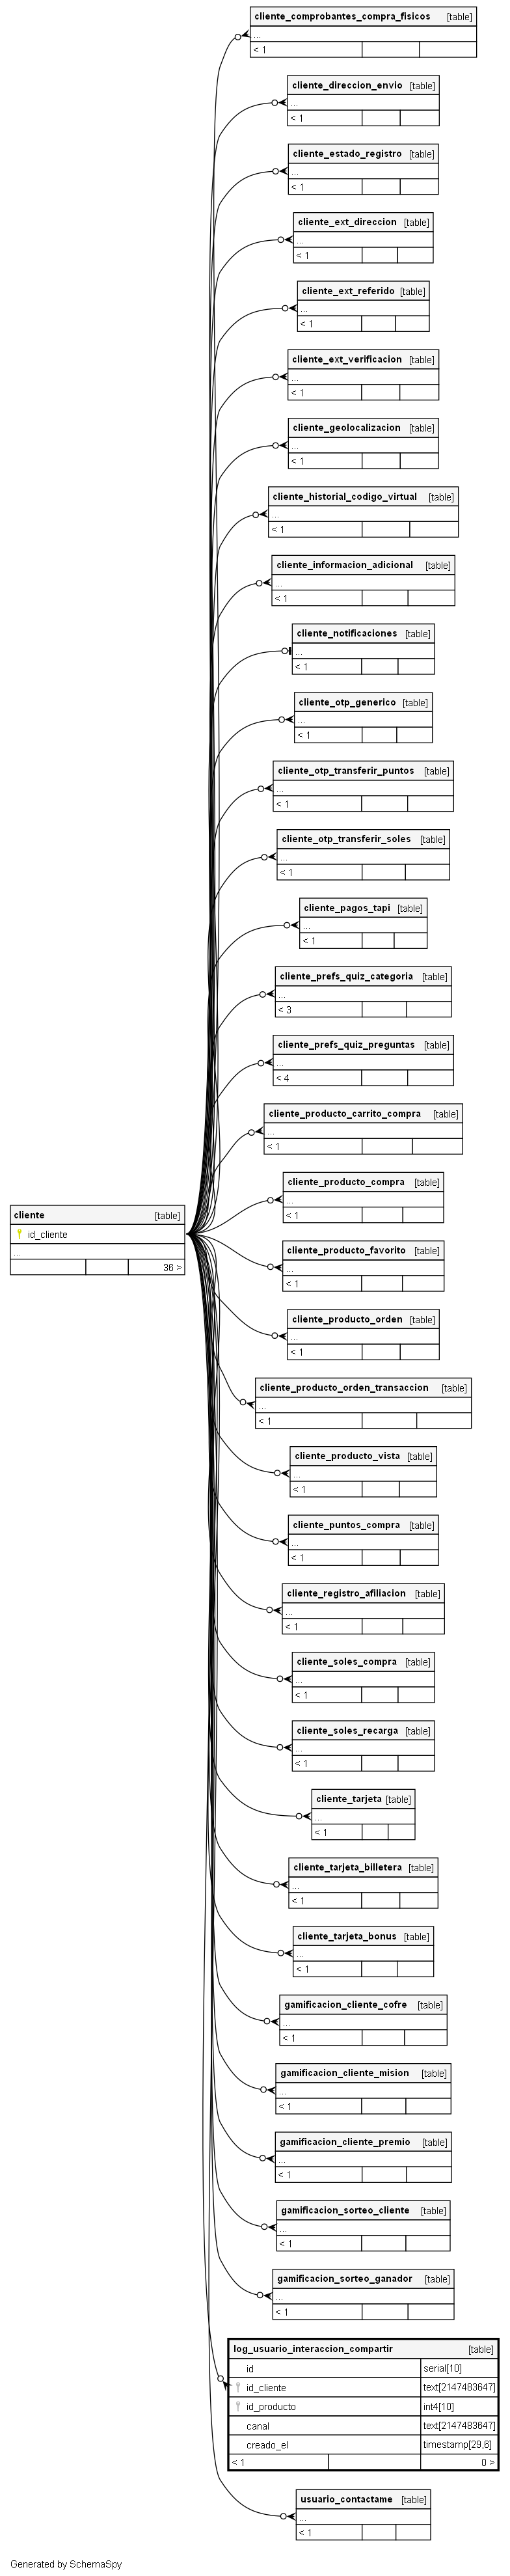 cliente_comprobantes_compra_fisicos [table]
...
< 1
cliente_direccion_envio [table]
...
< 1
cliente_estado_registro [table]
...
< 1
cliente_ext_direccion [table]
...
< 1
cliente_ext_referido [table]
...
< 1
cliente_ext_verificacion [table]
...
< 1
cliente_geolocalizacion [table]
...
< 1
cliente_historial_codigo_virtual [table]
...
< 1
cliente_informacion_adicional [table]
...
< 1
cliente_notificaciones [table]
...
< 1
cliente_otp_generico [table]
...
< 1
cliente_otp_transferir_puntos [table]
...
< 1
cliente_otp_transferir_soles [table]
...
< 1
cliente_pagos_tapi [table]
...
< 1
cliente_prefs_quiz_categoria [table]
...
< 3
cliente_prefs_quiz_preguntas [table]
...
< 4
cliente_producto_carrito_compra [table]
...
< 1
cliente_producto_compra [table]
...
< 1
cliente [table]
id_cliente
...
36 >
cliente_producto_favorito [table]
...
< 1
cliente_producto_orden [table]
...
< 1
cliente_producto_orden_transaccion [table]
...
< 1
cliente_producto_vista [table]
...
< 1
cliente_puntos_compra [table]
...
< 1
cliente_registro_afiliacion [table]
...
< 1
cliente_soles_compra [table]
...
< 1
cliente_soles_recarga [table]
...
< 1
cliente_tarjeta [table]
...
< 1
cliente_tarjeta_billetera [table]
...
< 1
cliente_tarjeta_bonus [table]
...
< 1
gamificacion_cliente_cofre [table]
...
< 1
gamificacion_cliente_mision [table]
...
< 1
gamificacion_cliente_premio [table]
...
< 1
gamificacion_sorteo_cliente [table]
...
< 1
gamificacion_sorteo_ganador [table]
...
< 1
log_usuario_interaccion_compartir [table]
id serial[10]
id_cliente text[2147483647]
id_producto int4[10]
canal text[2147483647]
creado_el timestamp[29,6]
< 1 0 >
usuario_contactame [table]
...
< 1
Generated by SchemaSpy